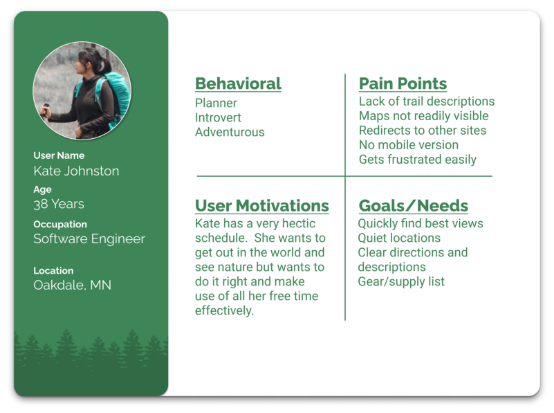 User Name
Kate Johnston
Age
38 Years
Occupation
Software Engineer
Location
Oakdale, MN
Behavioral
Planner
Introvert
Adventurous
Pain Points
Lack of trail descriptions
Maps not readily visible
Redirects to other sites
No mobile version
Gets frustrated easily
User Motivations
Kate has a very hectic
schedule.  She wants to
get out in the world and
see nature but wants to
do it right and make
use of all her free time
effectively.
Goals/Needs
Quickly find best views
Quiet locations
Clear directions and
descriptions
Gear/supply list